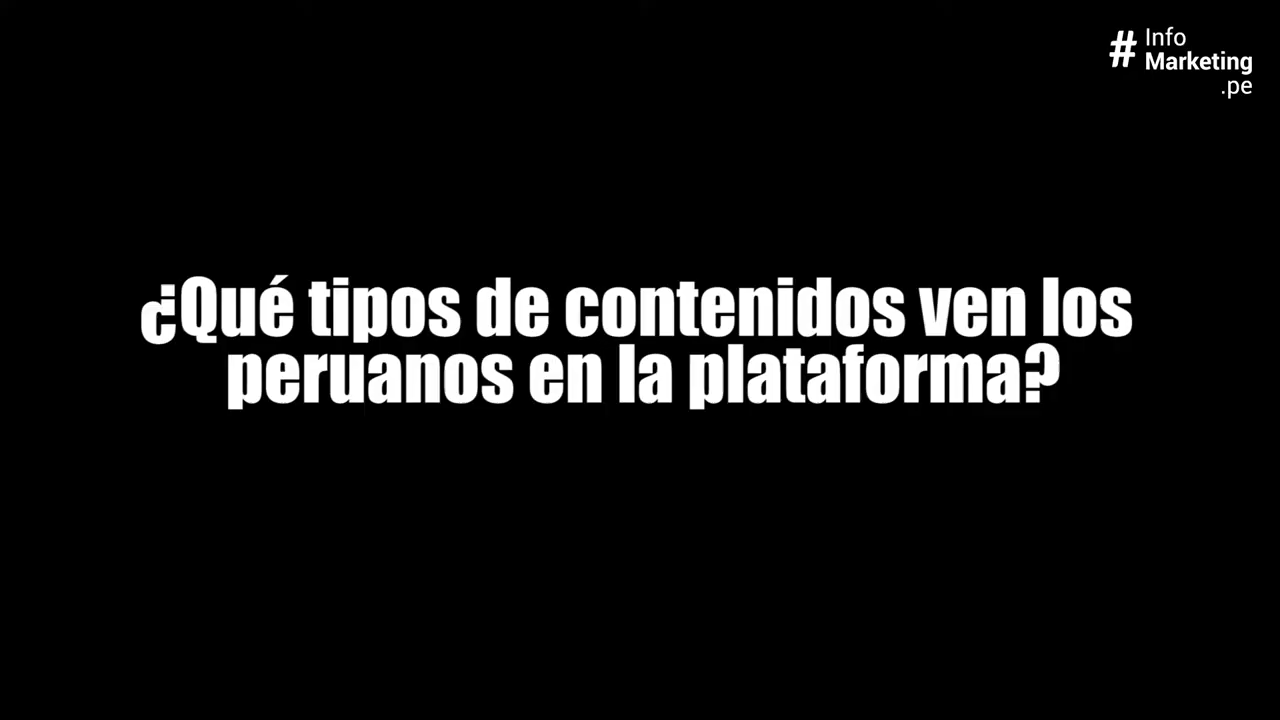 # Info
Marketing
.pe
¿Qué tipos de contenidos ven los
peruanos en la plataforma?